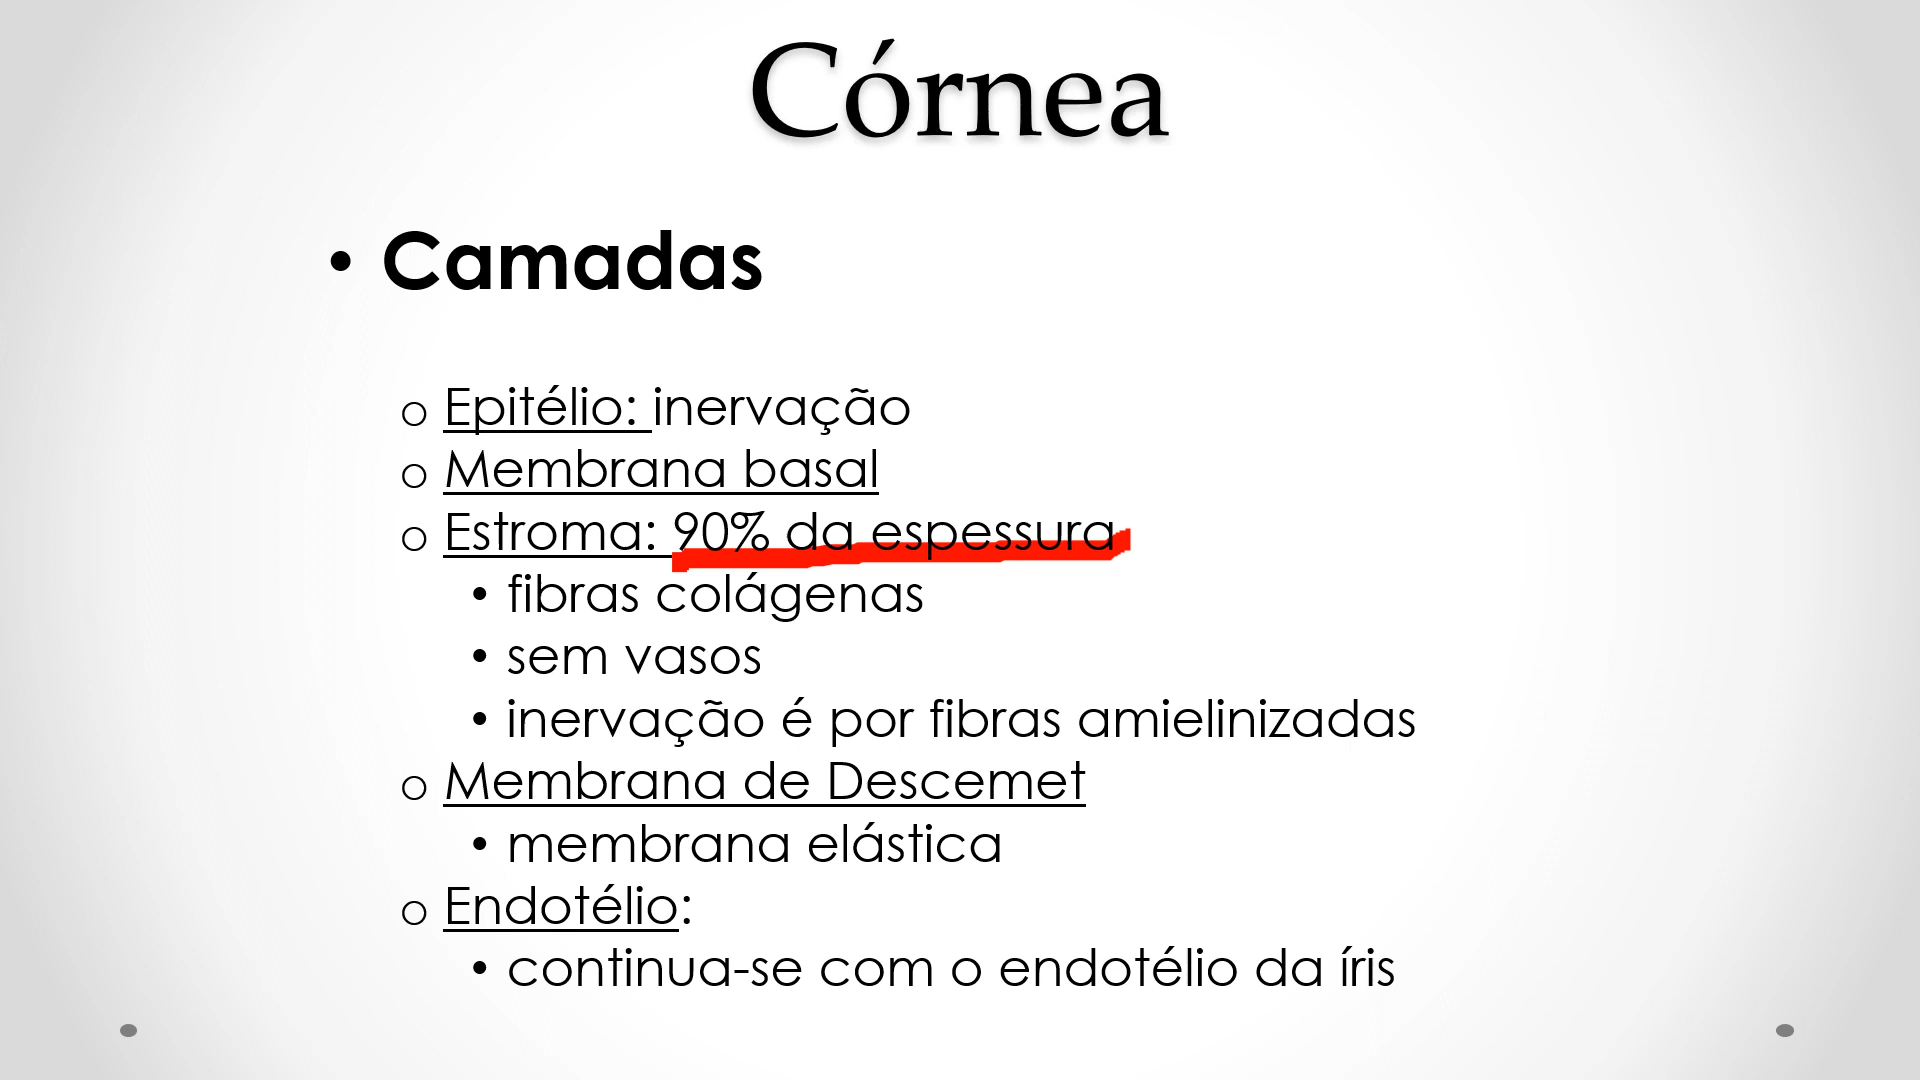 Córnea
• Camadas
o Epitélio: inervação
o Membrana basal
o Estroma: 90% da espessura
• fibras colágenas
• sem vasos
• inervação é por fibras amielinizadas
o Membrana de Descemet
• membrana elástica
o Endotélio:
• continua-se com o endotélio da íris